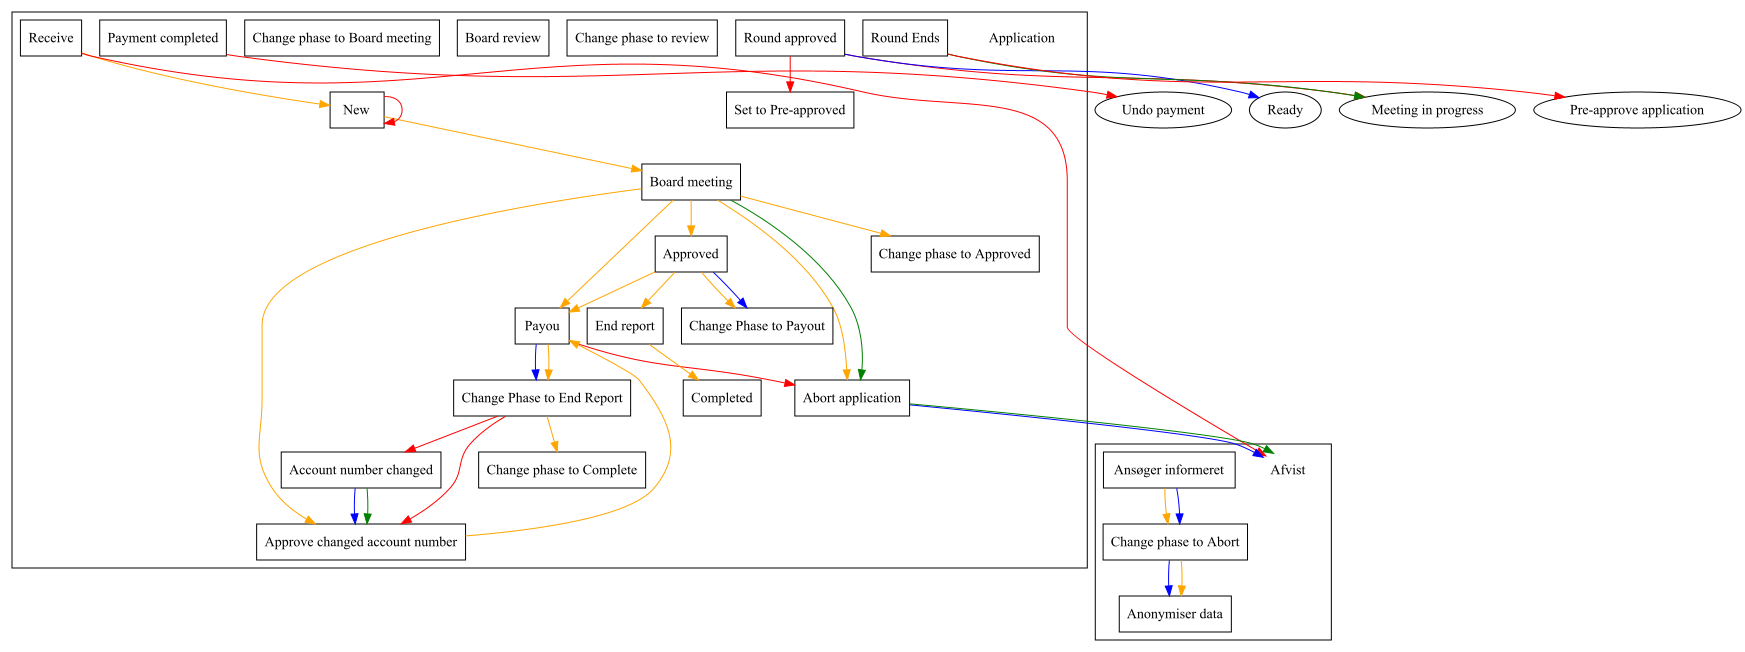 Receive
Payment completed
Change phase to Board meeting
Board review
Change phase to review
Round approved
Round Ends
Application
New
Set to Pre-approved
Undo payment
Ready
Meeting in progress
Pre-approve application
Board meeting
Approved
Change phase to Approved
Payou
End report
Change Phase to Payout
Change Phase to End Report
Completed
Abort application
Account number changed
Change phase to Complete
Ansøger informeret
Afvist
Approve changed account number
Change phase to Abort
Anonymiser data